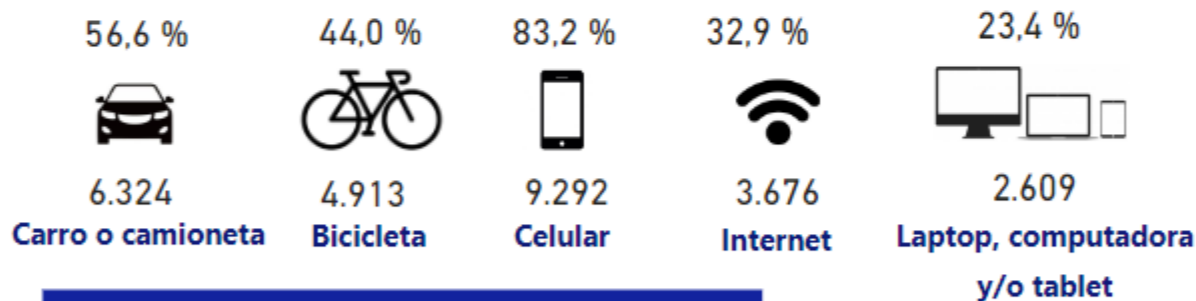 56,6 %
44,0 %
83,2 %
32,9 %
23,4 %
6.324
4.913
9.292
3.676
2.609
Carro o camioneta
Bicicleta
Celular
Internet
Laptop, computadora
y/o tablet